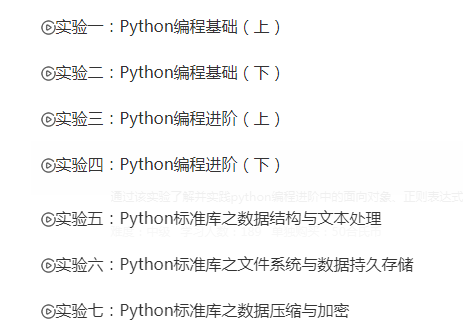 实验一：Python编程基础（上）
实验二：Python编程基础（下）
实验三：Python编程进阶（上）
实验四：Python编程进阶（下）
通过该实验了解并实践python编程进阶中的面向对象、正则表达式
实验五：Python标准库之数据结构与文本处理
实验六：Python标准库之文件系统与数据持久存储
实验七：Python标准库之数据压缩与加密